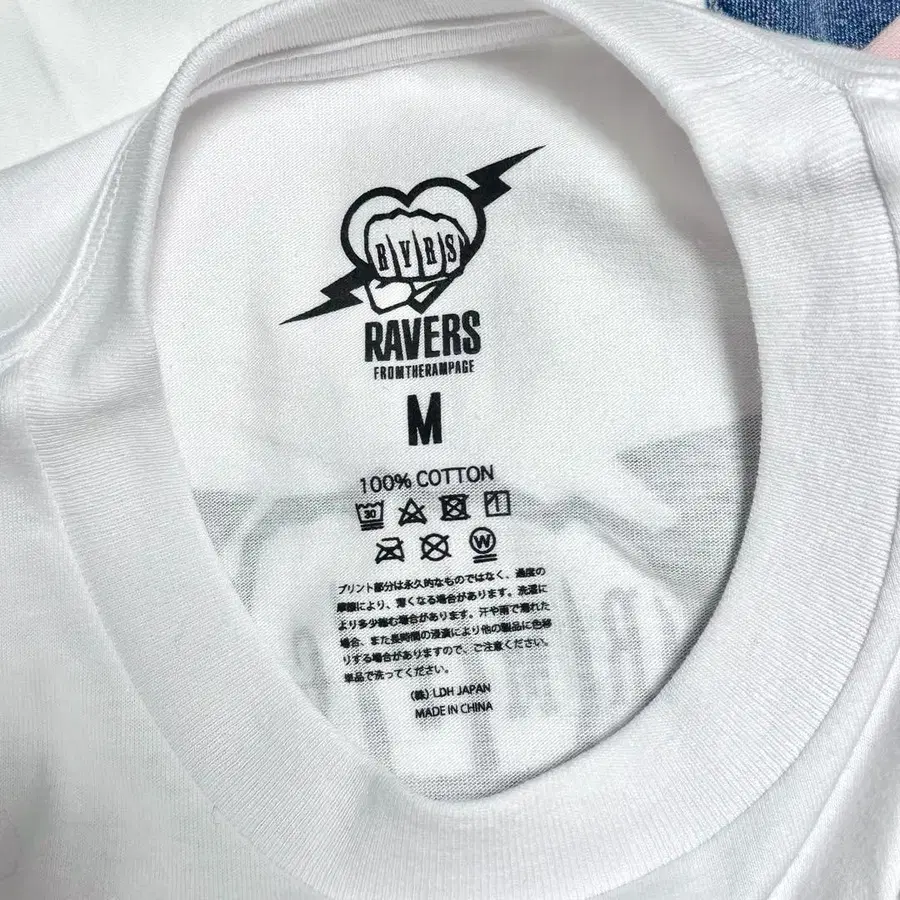 RVRS
RAVERS
FROMTHERAMPAGE
M
100% COTTON
30
W
プリント部分は永久的なものではなく、過度の
摩擦により、薄くなる場合があります。洗濯に
より多少縮む場合があります。汗や雨で濡れた
場合、また長時間の浸漬により他の製品に色移
りする場合がありますので、ご注意ください。
単品で洗ってください。
(株) LDH JAPAN
MADE IN CHINA